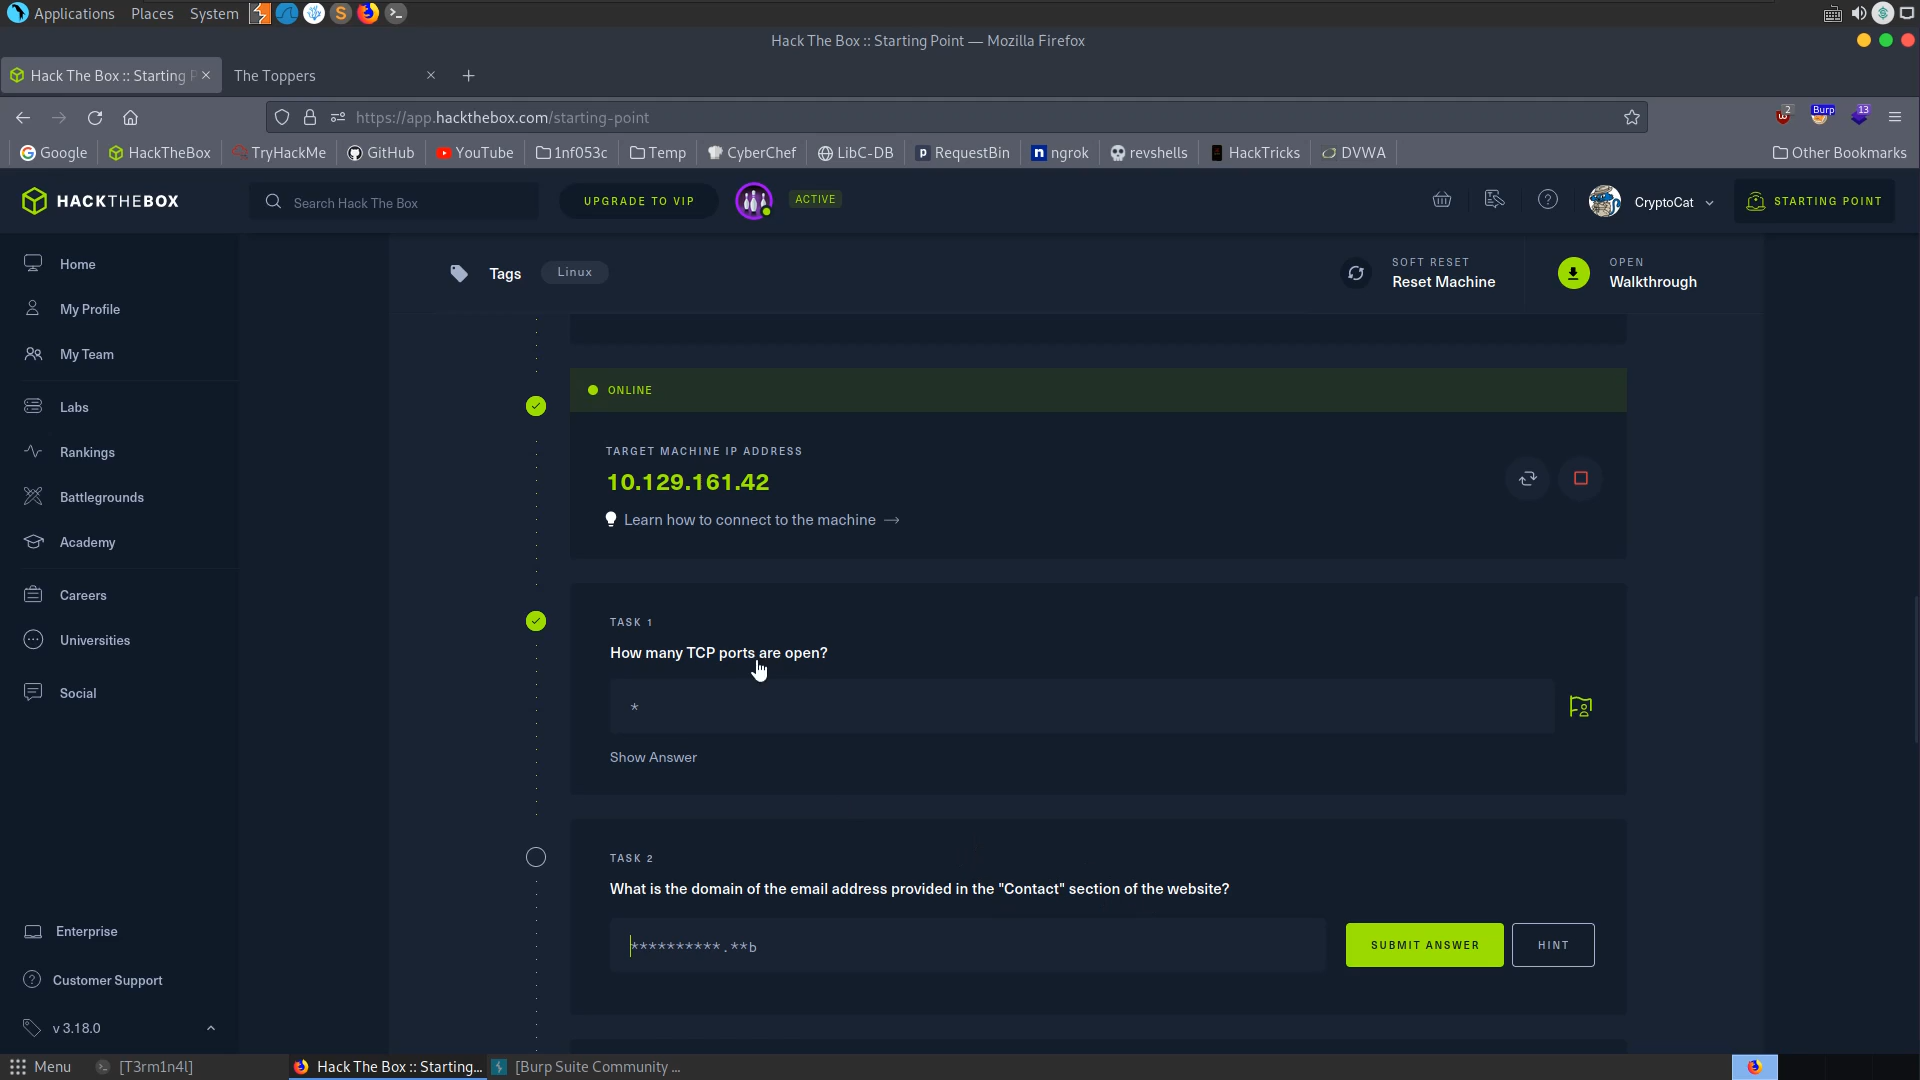 Applications Places System
Hack The Box :: Starting Point — Mozilla Firefox
Hack The Box :: Starting P
The Toppers
https://app.hackthebox.com/starting-point
2
Burp
13
Google HackTheBox TryHackMe GitHub YouTube 1nf053c Temp CyberChef LibC-DB RequestBin ngrok revshells HackTricks DVWA Other Bookmarks
HACKTHEBOX
Search Hack The Box
UPGRADE TO VIP
ACTIVE
CryptoCat
STARTING POINT
Home
My Profile
My Team
Labs
Rankings
Battlegrounds
Academy
Careers
Universities
Social
Enterprise
Customer Support
v 3.18.0
Tags Linux
SOFT RESET
Reset Machine
OPEN
Walkthrough
ONLINE
TARGET MACHINE IP ADDRESS
10.129.161.42
Learn how to connect to the machine →
TASK 1
How many TCP ports are open?
*
Show Answer
TASK 2
What is the domain of the email address provided in the "Contact" section of the website?
**********.**b
SUBMIT ANSWER
HINT
Menu
[T3rm1n4l]
Hack The Box :: Starting...
[Burp Suite Community ...